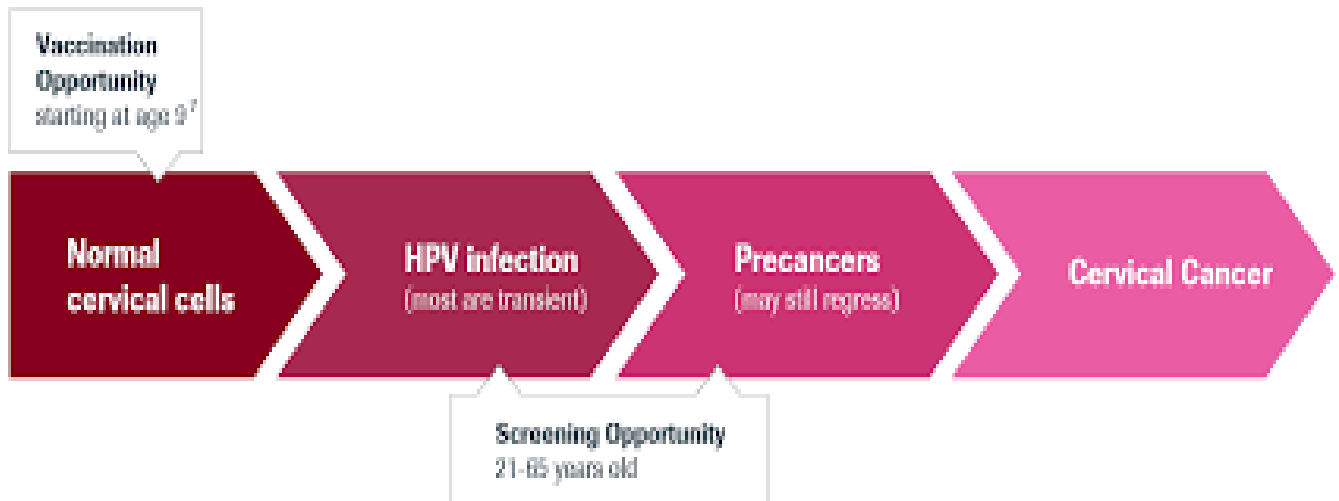 Vaccination
Opportunity
starting at age 9⁷
Normal
cervical cells
HPV infection
(most are transient)
Precancers
(may still regress)
Cervical Cancer
Screening Opportunity
21-65 years old